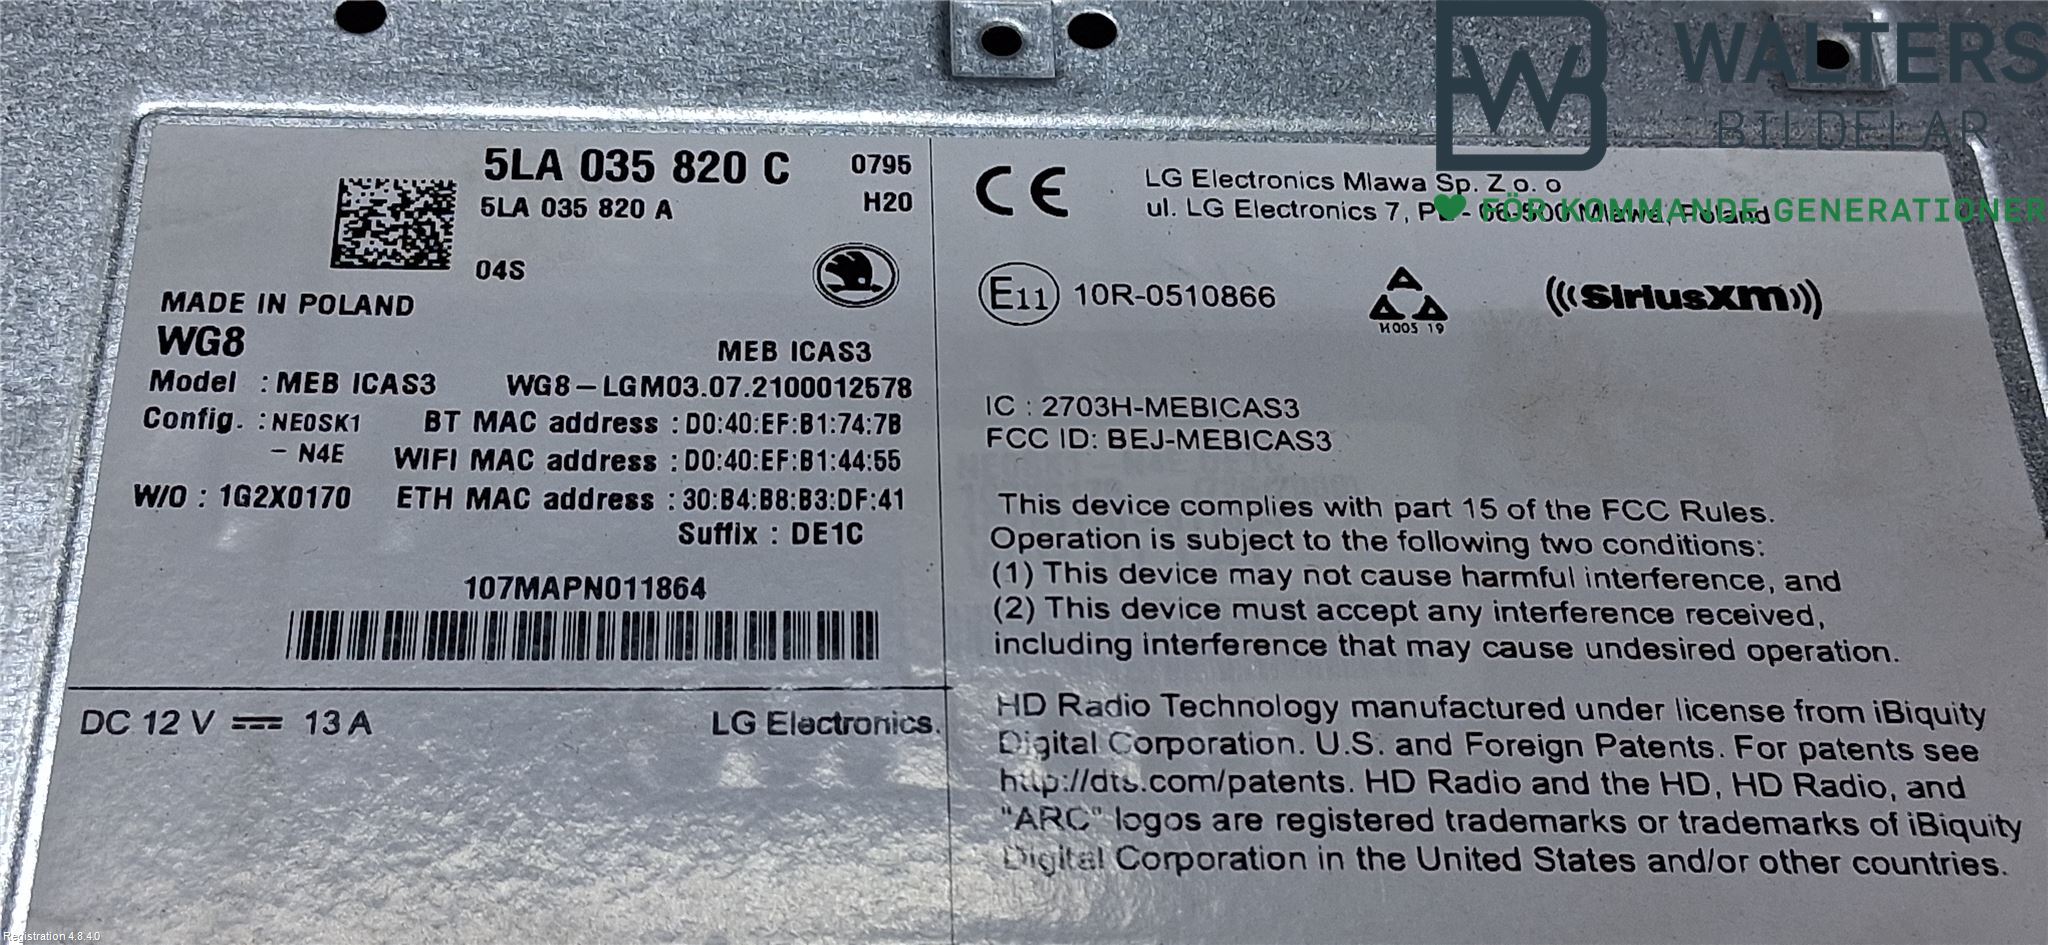 5LA 035 820 C 0795
5LA 035 820 A H20
04S
MADE IN POLAND
WG8
MEB ICAS3
Model : MEB ICAS3 WG8-LGM03.07.2100012578
Config. : NE0SK1 BT MAC address : D0:40:EF:B1:74:7B
- N4E WIFI MAC address : D0:40:EF:B1:44:55
W/O : 1G2X0170 ETH MAC address : 30:B4:B8:B3:DF:41
Suffix : DE1C
107MAPN011864
DC 12 V 13 A LG Electronics.
CE LG Electronics Mlawa Sp. Z o. o
ul. LG Electronics 7, Mlawa, Poland
E11 10R-0510866
H005 19
SiriusXM
IC : 2703H-MEBICAS3
FCC ID: BEJ-MEBICAS3
This device complies with part 15 of the FCC Rules.
Operation is subject to the following two conditions:
(1) This device may not cause harmful interference, and
(2) This device must accept any interference received,
including interference that may cause undesired operation.
HD Radio Technology manufactured under license from iBiquity
Digital Corporation. U.S. and Foreign Patents. For patents see
http://dts.com/patents. HD Radio and the HD, HD Radio, and
"ARC" logos are registered trademarks or trademarks of iBiquity
Digital Corporation in the United States and/or other countries.
W WALTERS
BILDELAR
FÖR KOMMANDE GENERATIONER
Registration 4.8.4.0